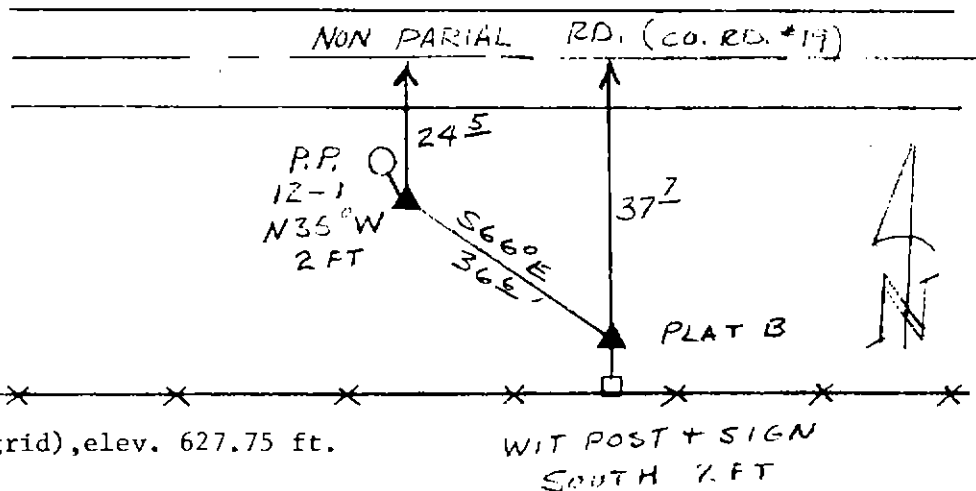 NON PARIAL RD. (CO. RD. #19)
24 5
P.P.
12-1
N35°W
2 FT
S66°E
36 6'
37 7
N
PLAT B
grid),elev. 627.75 ft.
WIT POST + SIGN
SOUTH FT